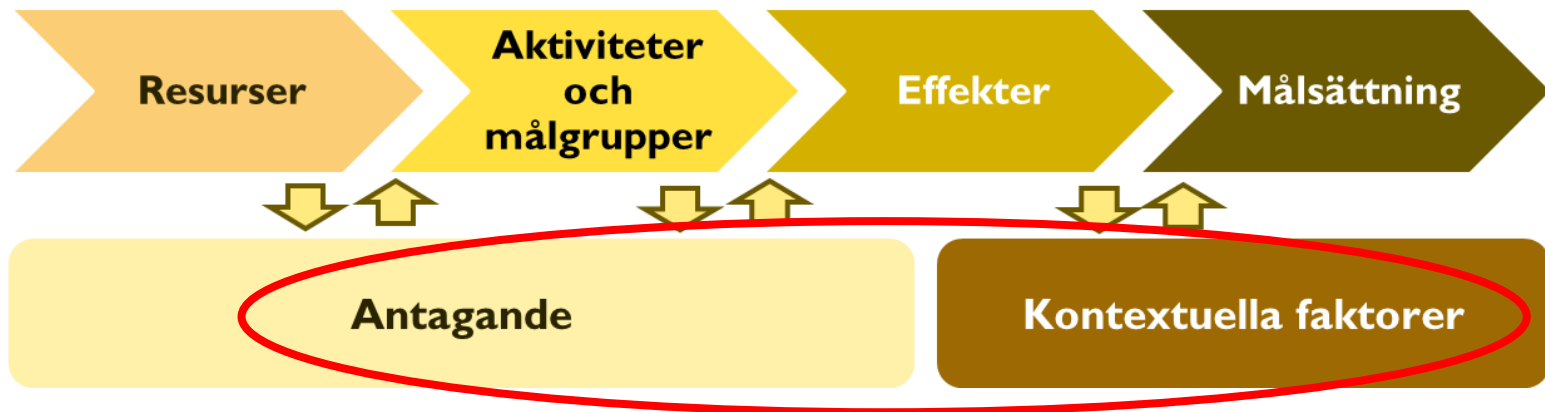 Resurser
Aktiviteter
och
målgrupper
Effekter
Målsättning
Antagande
Kontextuella faktorer